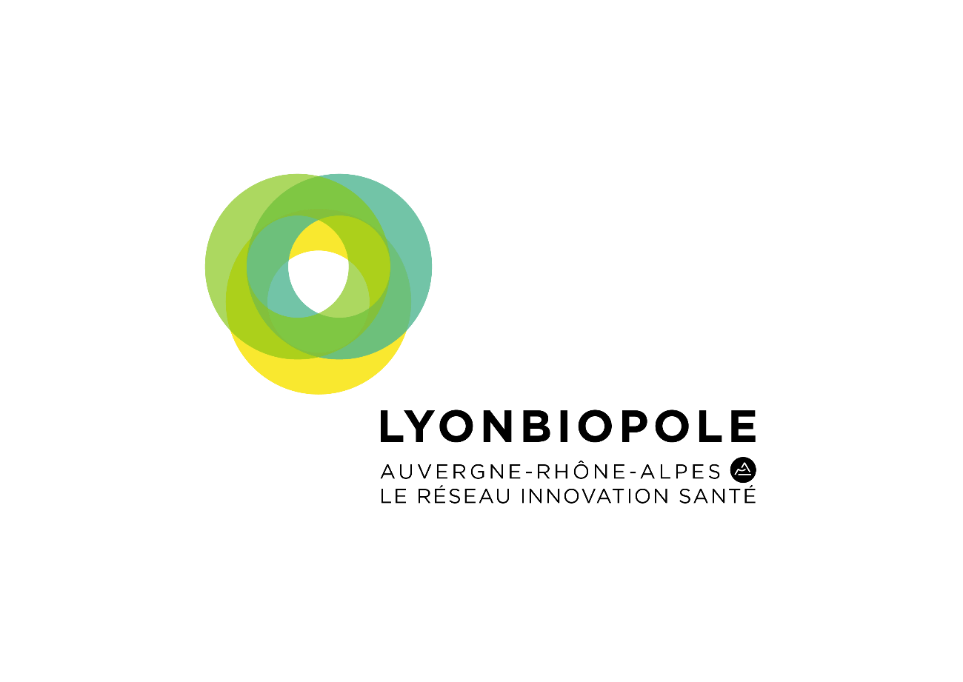 LYONBIOPOLE
AUVERGNE-RHÔNE-ALPES
LE RÉSEAU INNOVATION SANTÉ